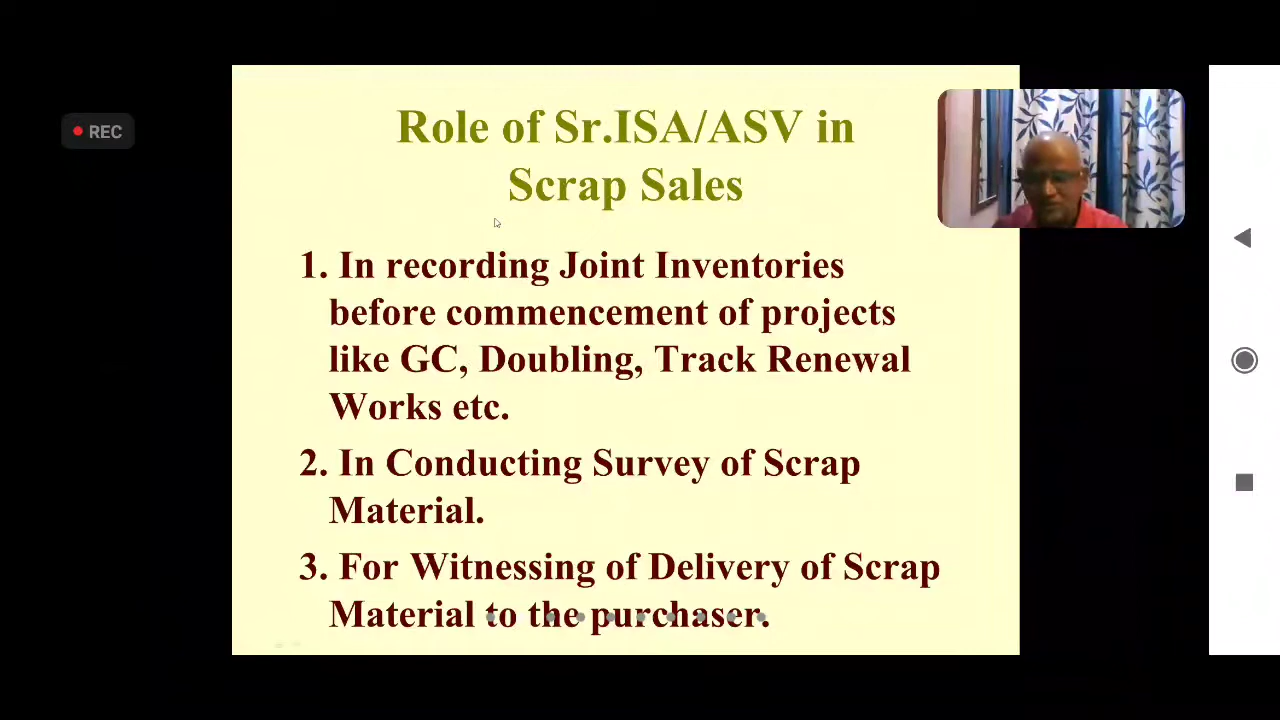 REC
Role of Sr.ISA/ASV in
Scrap Sales
1. In recording Joint Inventories
before commencement of projects
like GC, Doubling, Track Renewal
Works etc.
2. In Conducting Survey of Scrap
Material.
3. For Witnessing of Delivery of Scrap
Material to the purchaser.